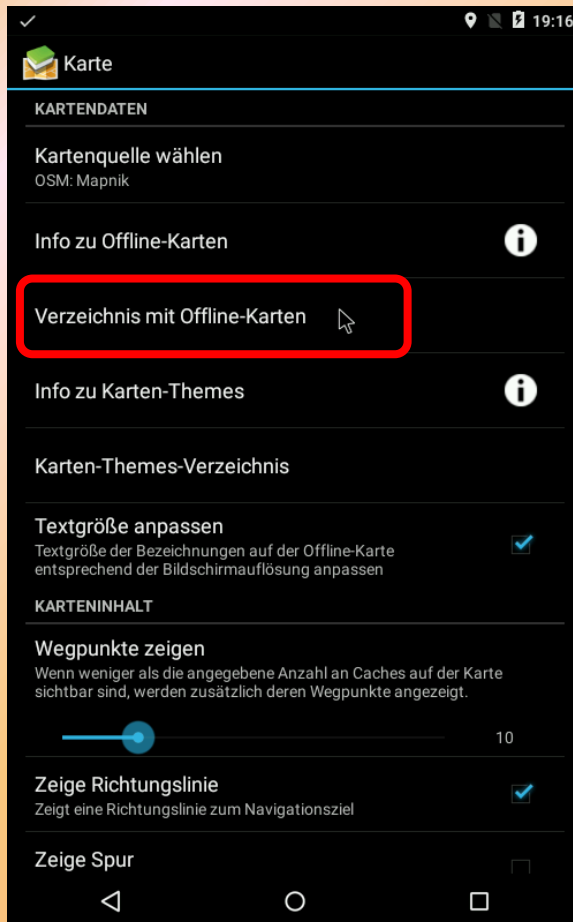 19:16
Karte
KARTENDATEN
Kartenquelle wählen
OSM: Mapnik
Info zu Offline-Karten
Verzeichnis mit Offline-Karten
Info zu Karten-Themes
Karten-Themes-Verzeichnis
Textgröße anpassen
Textgröße der Bezeichnungen auf der Offline-Karte
entsprechend der Bildschirmauflösung anpassen
KARTENINHALT
Wegpunkte zeigen
Wenn weniger als die angegebene Anzahl an Caches auf der Karte
sichtbar sind, werden zusätzlich deren Wegpunkte angezeigt.
10
Zeige Richtungslinie
Zeigt eine Richtungslinie zum Navigationsziel
Zeige Spur